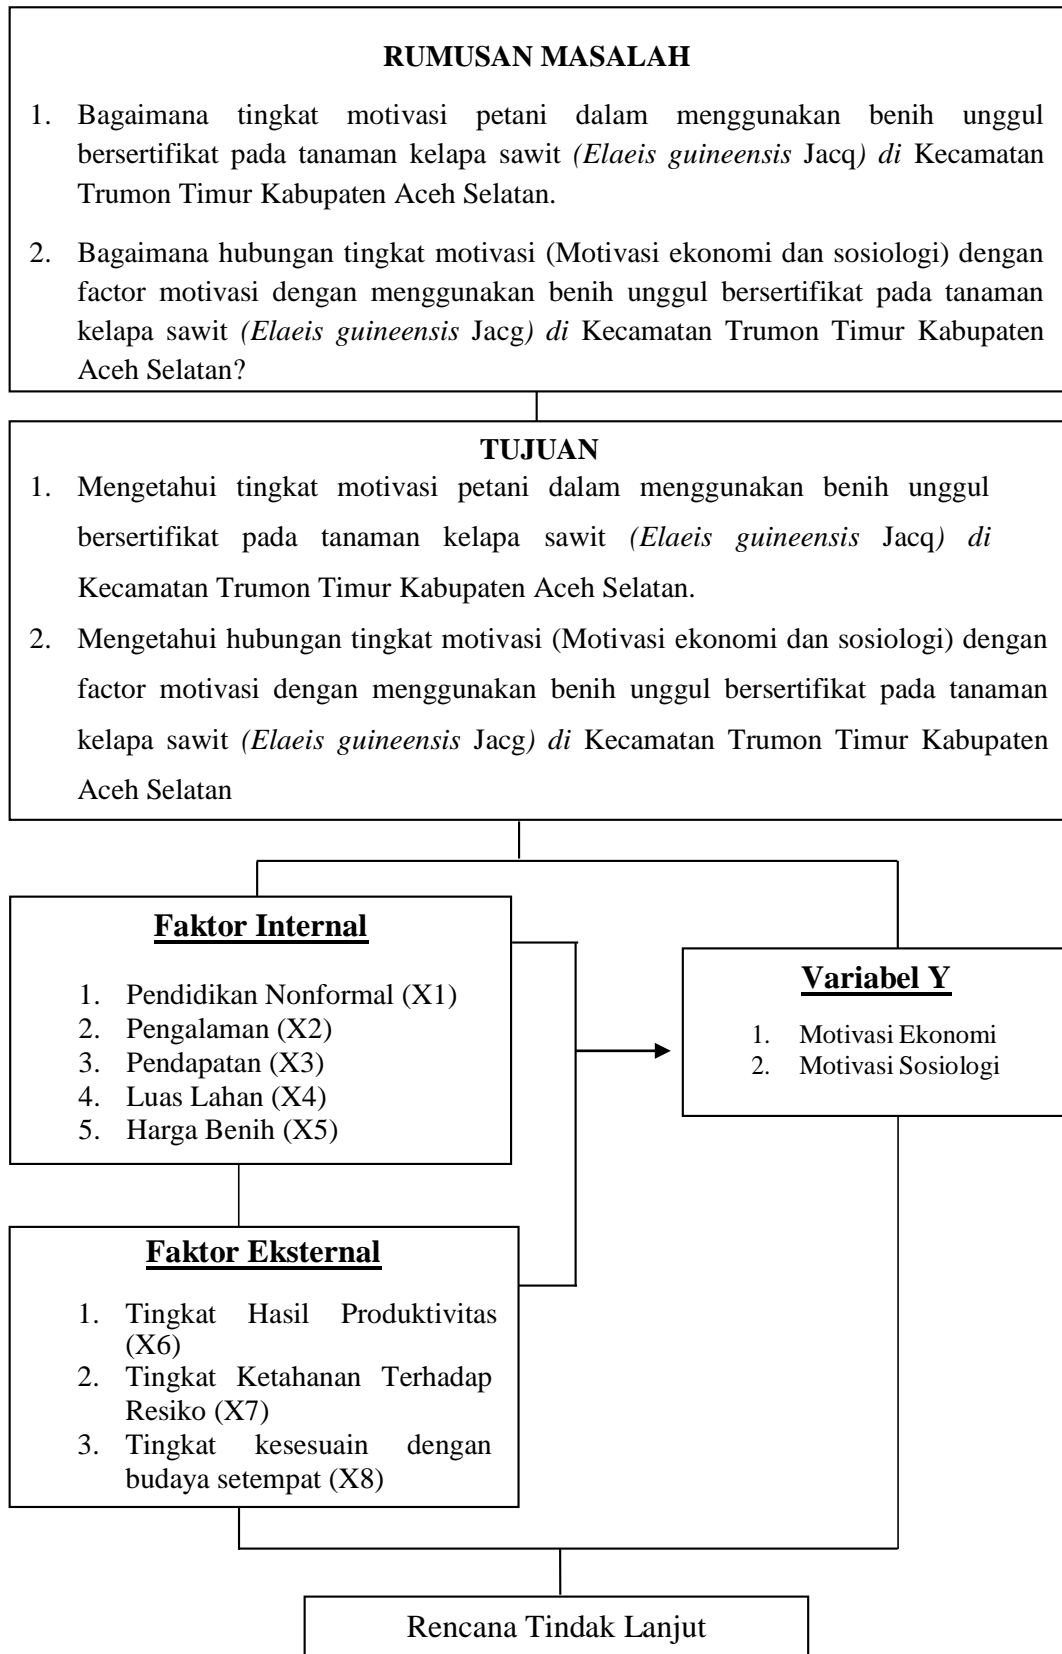 RUMUSAN MASALAH
1. Bagaimana tingkat motivasi petani dalam menggunakan benih unggul
bersertifikat pada tanaman kelapa sawit (Elaeis guineensis Jacq) di Kecamatan
Trumon Timur Kabupaten Aceh Selatan.
2. Bagaimana hubungan tingkat motivasi (Motivasi ekonomi dan sosiologi) dengan
factor motivasi dengan menggunakan benih unggul bersertifikat pada tanaman
kelapa sawit (Elaeis guineensis Jacg) di Kecamatan Trumon Timur Kabupaten
Aceh Selatan?
TUJUAN
1. Mengetahui tingkat motivasi petani dalam menggunakan benih unggul
bersertifikat pada tanaman kelapa sawit (Elaeis guineensis Jacq) di
Kecamatan Trumon Timur Kabupaten Aceh Selatan.
2. Mengetahui hubungan tingkat motivasi (Motivasi ekonomi dan sosiologi) dengan
factor motivasi dengan menggunakan benih unggul bersertifikat pada tanaman
kelapa sawit (Elaeis guineensis Jacg) di Kecamatan Trumon Timur Kabupaten
Aceh Selatan
Faktor Internal
1. Pendidikan Nonformal (X1)
2. Pengalaman (X2)
3. Pendapatan (X3)
4. Luas Lahan (X4)
5. Harga Benih (X5)
Variabel Y
1. Motivasi Ekonomi
2. Motivasi Sosiologi
Faktor Eksternal
1. Tingkat Hasil Produktivitas
(X6)
2. Tingkat Ketahanan Terhadap
Resiko (X7)
3. Tingkat kesesuain dengan
budaya setempat (X8)
Rencana Tindak Lanjut